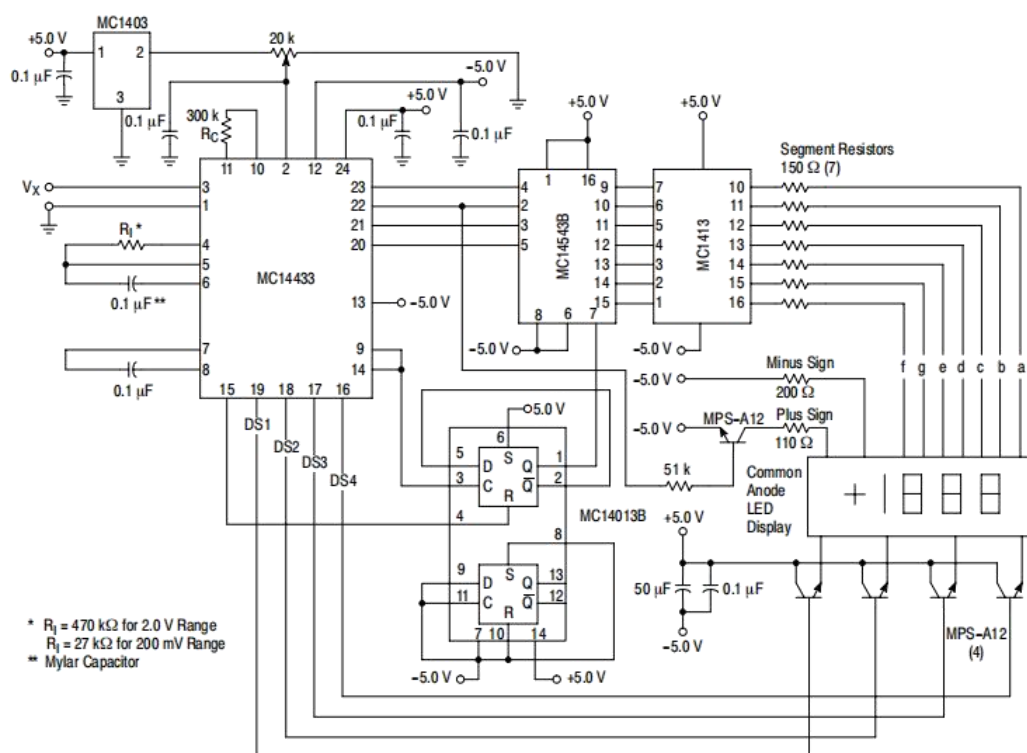 MC1403
+5.0 V
1
2
3
0.1 µF
20 k
0.1 µF
300 k
RC
−5.0 V
+5.0 V
0.1 µF
0.1 µF
11 10 2 12 24
VX
3
1
RI *
4
5
6
0.1 µF**
7
8
0.1 µF
MC14433
23
22
21
20
13
−5.0 V
9
14
15 19 18 17 16
DS1
DS2
DS3
DS4
+5.0 V
1 16
4
2
3
5
MC14543B
9
10
11
12
13
14
15
8 6 7
−5.0 V
+5.0 V
7
6
5
4
3
2
1
MC1413
10
11
12
13
14
15
16
−5.0 V
Segment Resistors
150 Ω (7)
f g e d c b a
Minus Sign
−5.0 V
200 Ω
MPS−A12
Plus Sign
−5.0 V
110 Ω
51 k
5.0 V
6
5 D S Q 1
3 C R Q 2
4
MC14013B
8
9 D S Q 13
11 C R Q 12
7 10 14
−5.0 V
+5.0 V
Common
Anode
LED
Display
+5.0 V
50 µF
0.1 µF
−5.0 V
MPS−A12
(4)
* RI = 470 kΩ for 2.0 V Range
RI = 27 kΩ for 200 mV Range
** Mylar Capacitor